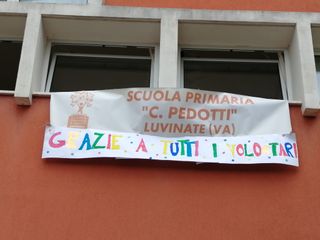 SCUOLA PRIMARIA
"C. PEDOTTI"
LUVINATE (VA)
GRAZIE A TUTTI I VOLONTARI